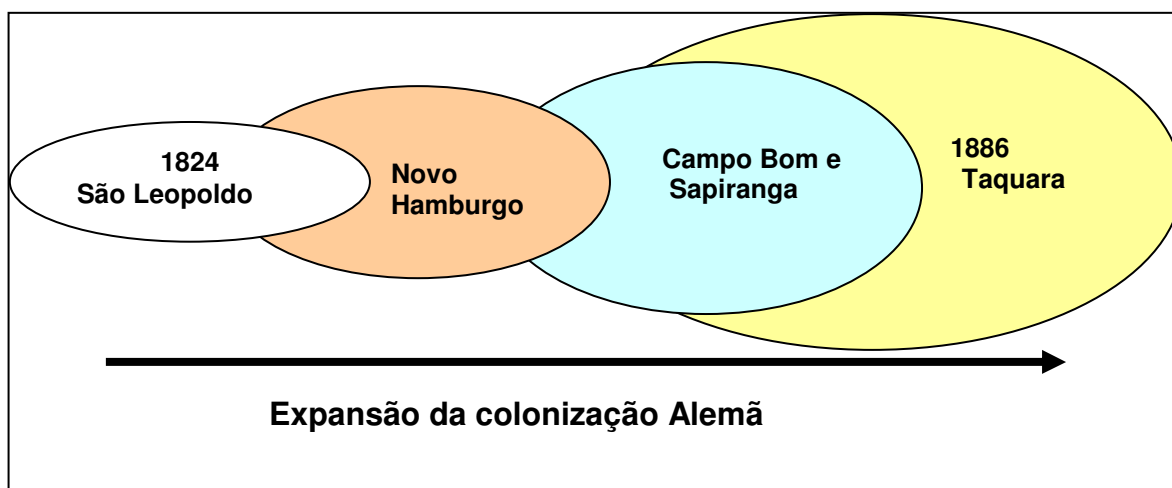 1824
São Leopoldo
Novo
Hamburgo
Campo Bom e
Sapiranga
1886
Taquara
Expansão da colonização Alemã